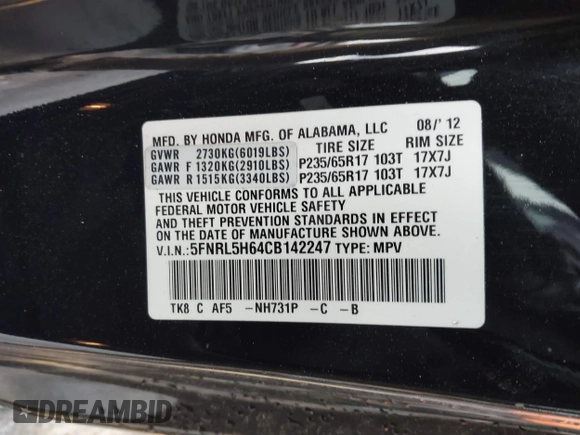 MFD. BY HONDA MFG. OF ALABAMA, LLC 08/'12
TIRE SIZE RIM SIZE
GVWR 2730KG(6019LBS)
GAWR F 1320KG(2910LBS) P235/65R17 103T 17X7J
GAWR R 1515KG(3340LBS) P235/65R17 103T 17X7J
THIS VEHICLE CONFORMS TO ALL APPLICABLE
FEDERAL MOTOR VEHICLE SAFETY
AND THEFT PREVENTION STANDARDS IN EFFECT
ON THE DATE OF MANUFACTURE SHOWN ABOVE.
V.I.N.:5FNRL5H64CB142247 TYPE: MPV
TK8 C AF5 -NH731P -C -B
DREAMBID